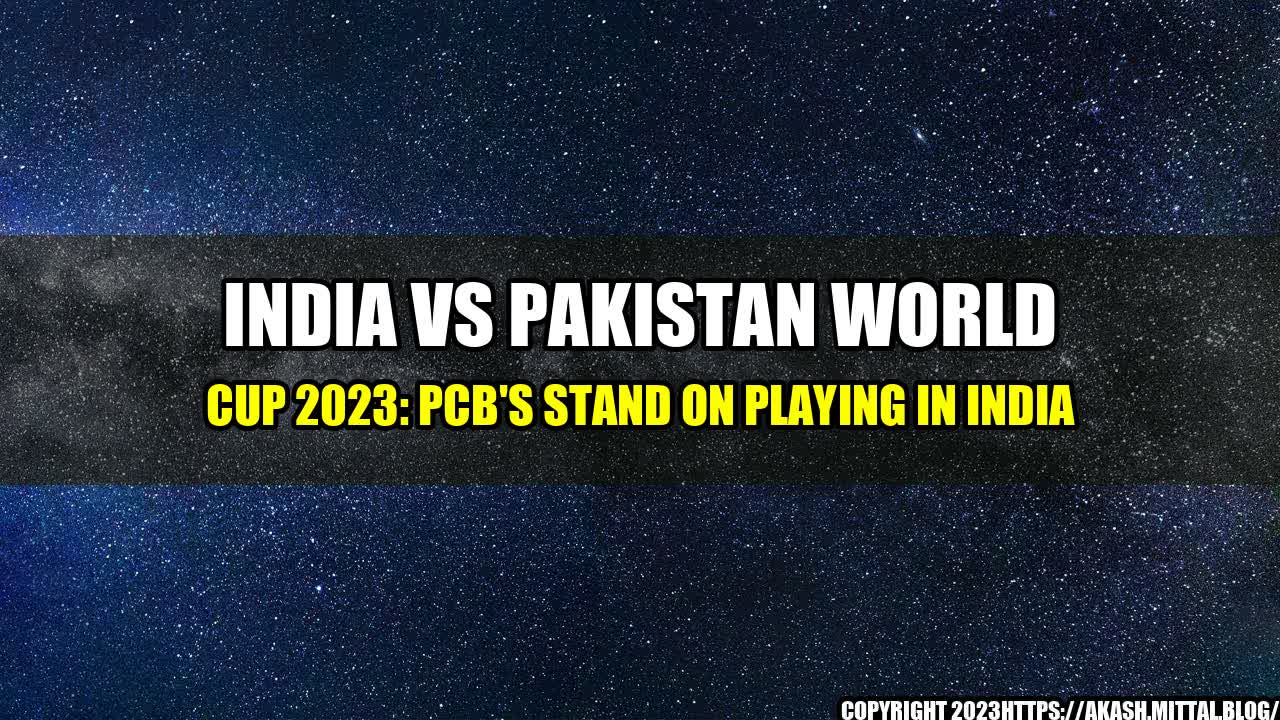 INDIA VS PAKISTAN WORLD
CUP 2023: PCB'S STAND ON PLAYING IN INDIA
COPYRIGHT 2023HTTPS://AKASH.MITTAL.BLOG/